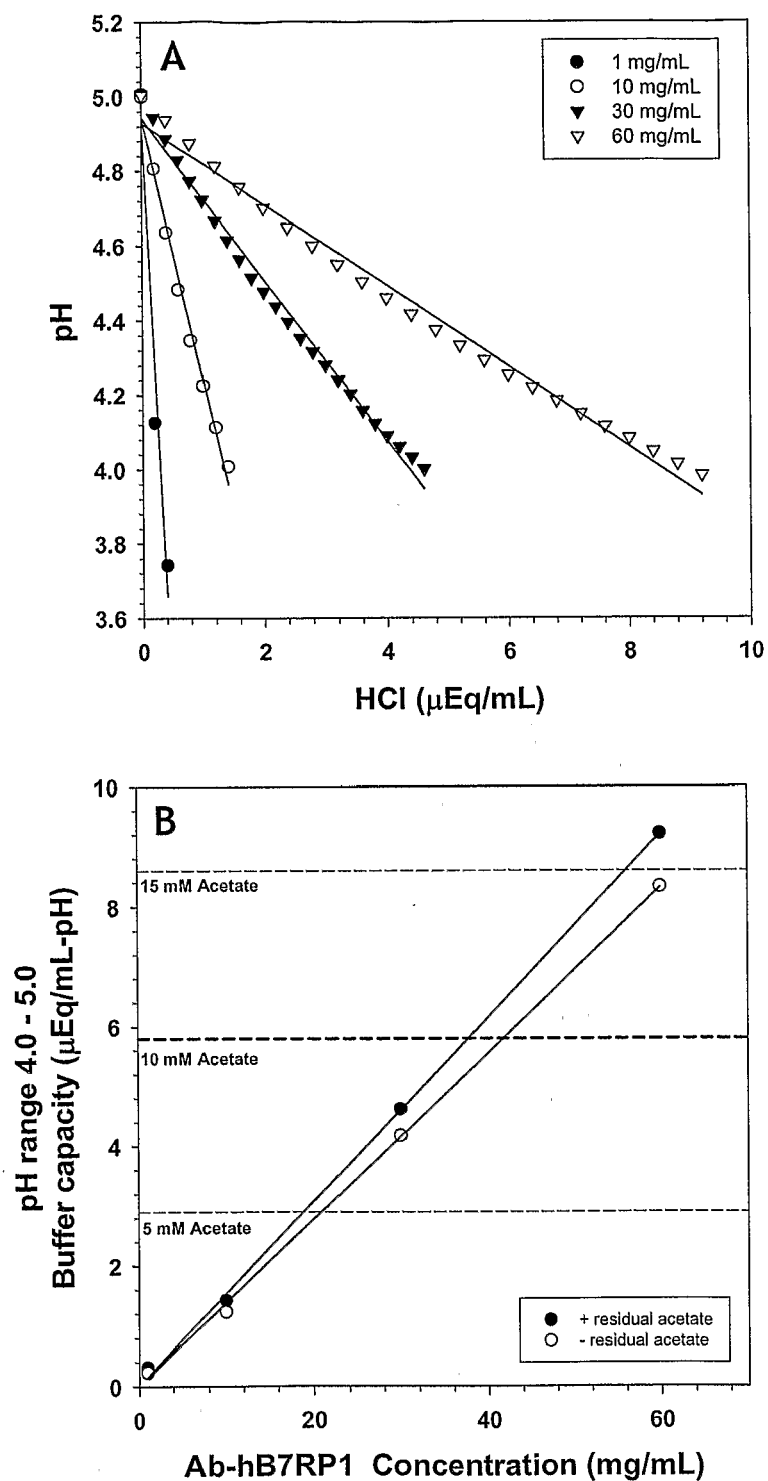 A
1 mg/mL
10 mg/mL
30 mg/mL
60 mg/mL
5.2
5.0
4.8
4.6
4.4
4.2
4.0
3.8
3.6
pH
0 2 4 6 8 10
HCl (μEq/mL)
B
10
8
6
4
2
0
15 mM Acetate
10 mM Acetate
5 mM Acetate
pH range 4.0 - 5.0
Buffer capacity (μEq/mL-pH)
+ residual acetate
- residual acetate
0 20 40 60
Ab-hB7RP1 Concentration (mg/mL)